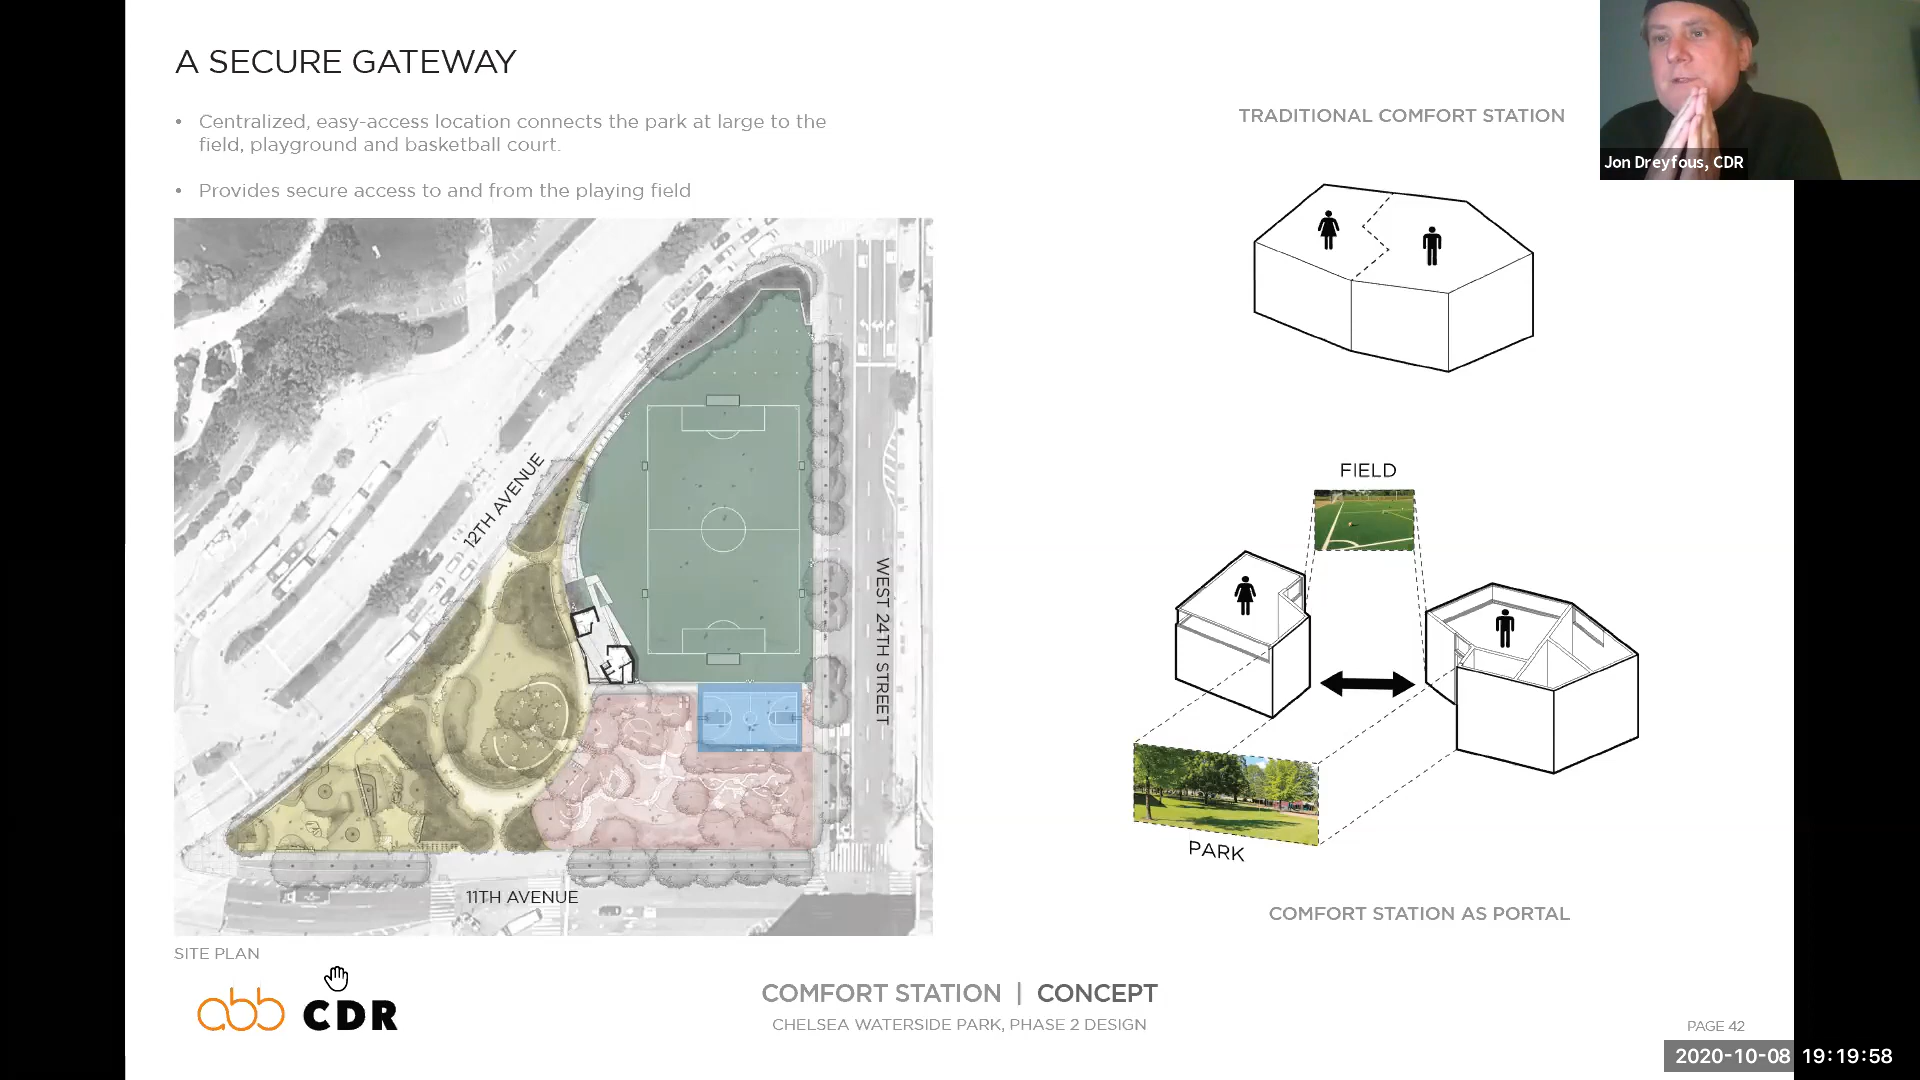 A SECURE GATEWAY
• Centralized, easy-access location connects the park at large to the
field, playground and basketball court.
• Provides secure access to and from the playing field
TRADITIONAL COMFORT STATION
Jon Dreyfous, CDR
12TH AVENUE
WEST 24TH STREET
11TH AVENUE
SITE PLAN
FIELD
PARK
COMFORT STATION AS PORTAL
abb CDR
COMFORT STATION | CONCEPT
CHELSEA WATERSIDE PARK, PHASE 2 DESIGN
PAGE 42
2020-10-08 19:19:58